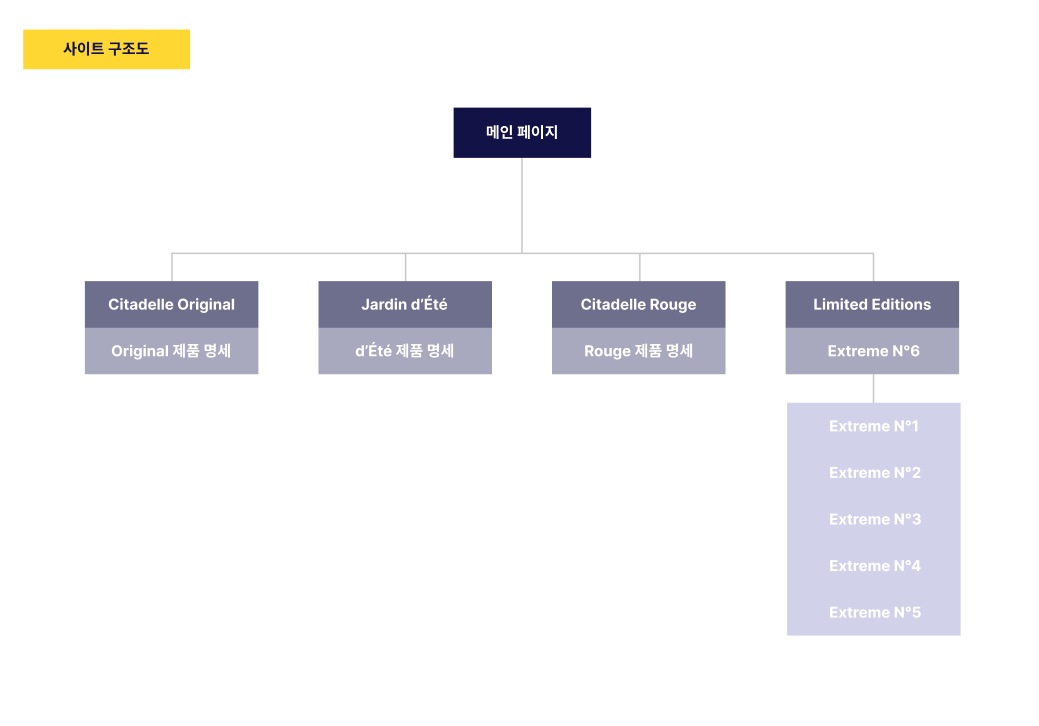 사이트 구조도
메인 페이지
Citadelle Original
Original 제품 명세
Jardin d’Été
d’Été 제품 명세
Citadelle Rouge
Rouge 제품 명세
Limited Editions
Extreme N°6
Extreme N°1
Extreme N°2
Extreme N°3
Extreme N°4
Extreme N°5